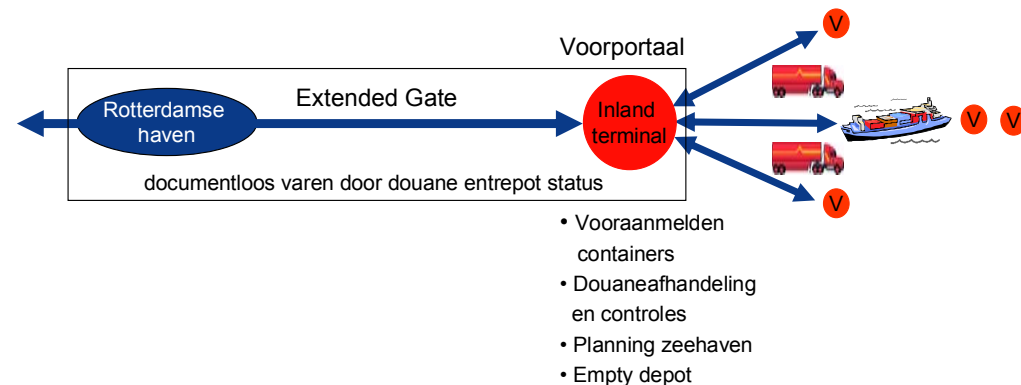 Voorportaal
V
Extended Gate
Rotterdamse
haven
Inland
terminal
V V
documentloos varen door douane entrepot status
V
• Vooraanmelden
containers
• Douaneafhandeling
en controles
• Planning zeehaven
• Empty depot